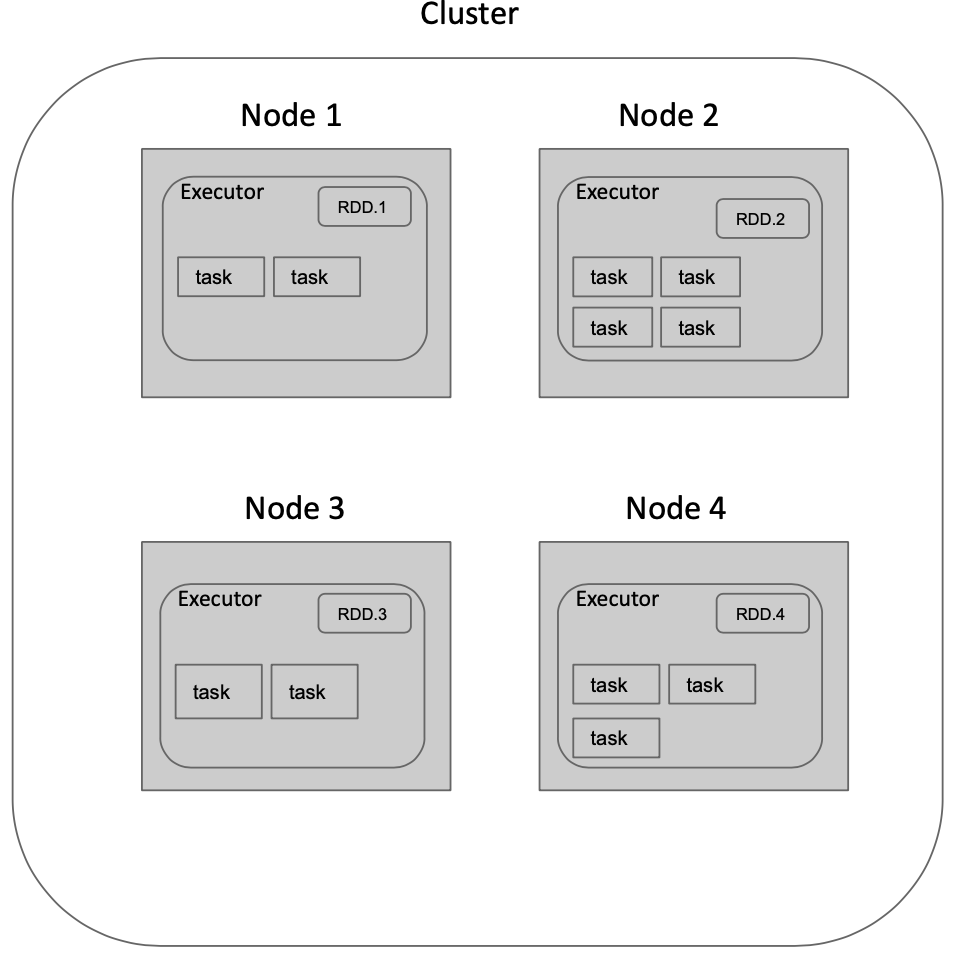 Cluster
Node 1
Executor
RDD.1
task task
Node 2
Executor
RDD.2
task task
task task
Node 3
Executor
RDD.3
task task
Node 4
Executor
RDD.4
task task
task